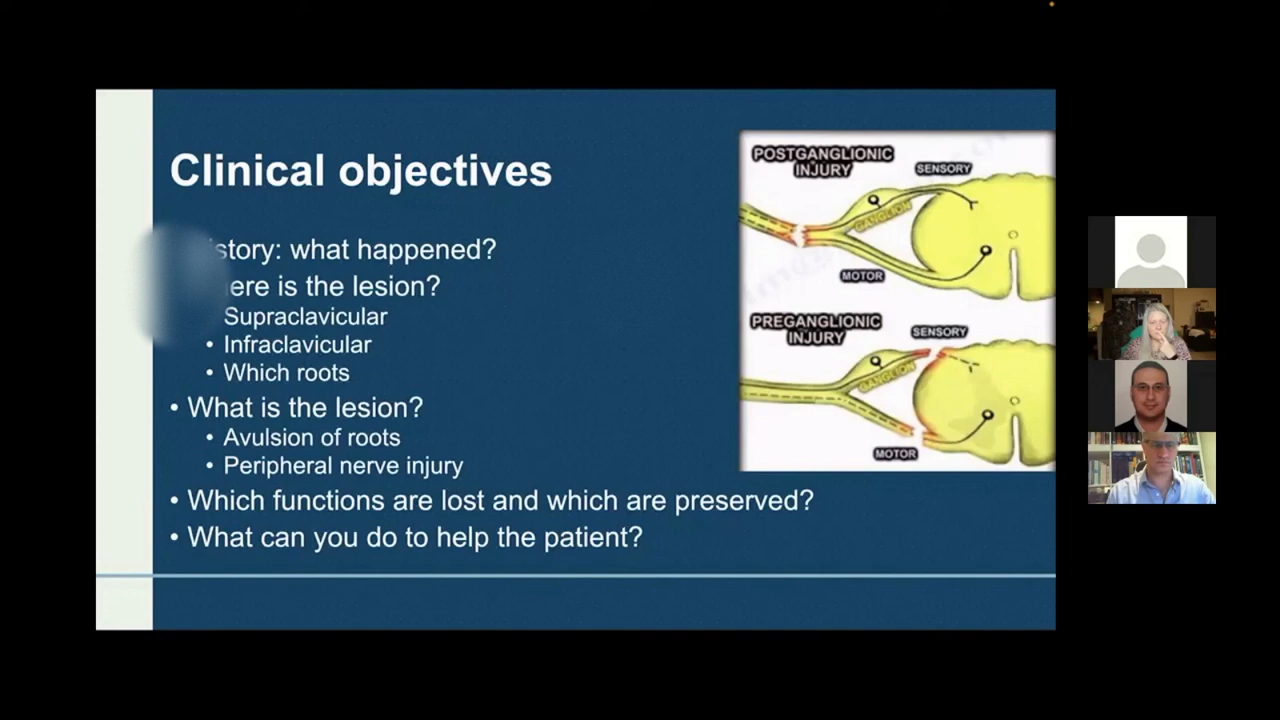 Clinical objectives
story: what happened?
ere is the lesion?
Supraclavicular
• Infraclavicular
• Which roots
• What is the lesion?
• Avulsion of roots
• Peripheral nerve injury
• Which functions are lost and which are preserved?
• What can you do to help the patient?
POSTGANGLIONIC
INJURY
SENSORY
GANGLION
MOTOR
PREGANGLIONIC
INJURY
SENSORY
GANGLION
MOTOR